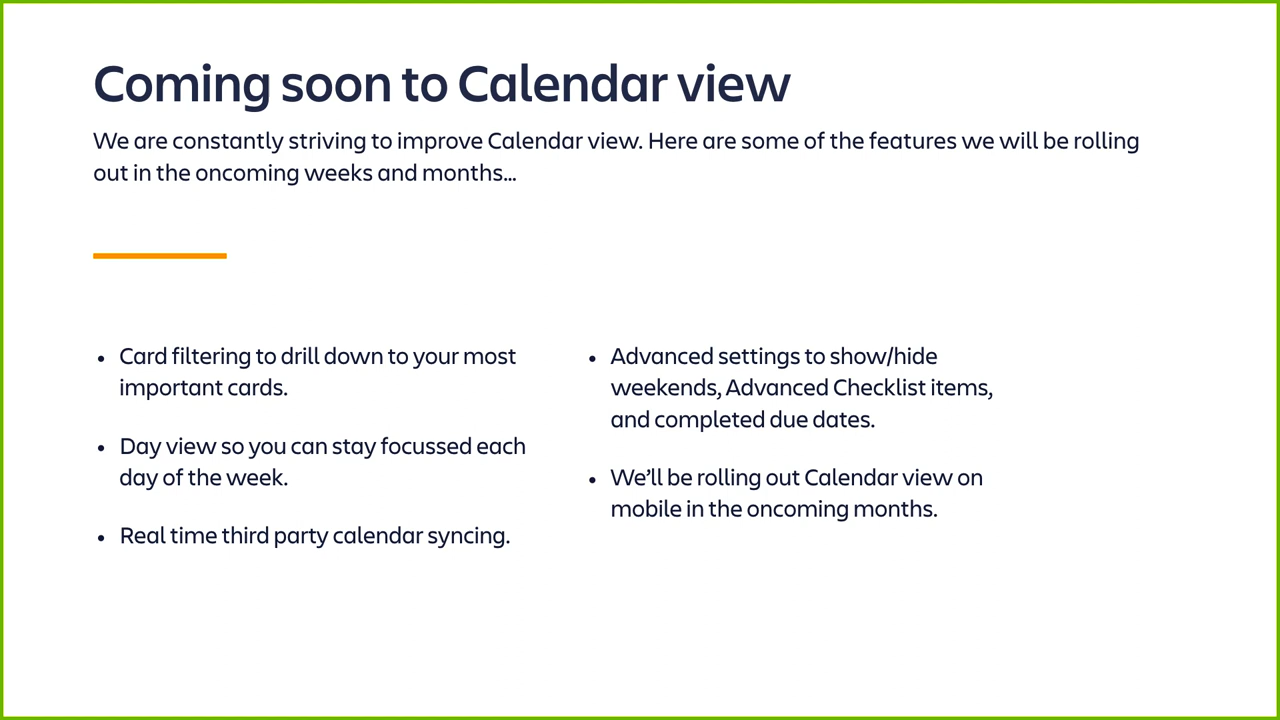 Coming soon to Calendar view
We are constantly striving to improve Calendar view. Here are some of the features we will be rolling
out in the oncoming weeks and months...
• Card filtering to drill down to your most
important cards.
• Day view so you can stay focussed each
day of the week.
• Real time third party calendar syncing.
• Advanced settings to show/hide
weekends, Advanced Checklist items,
and completed due dates.
• We’ll be rolling out Calendar view on
mobile in the oncoming months.